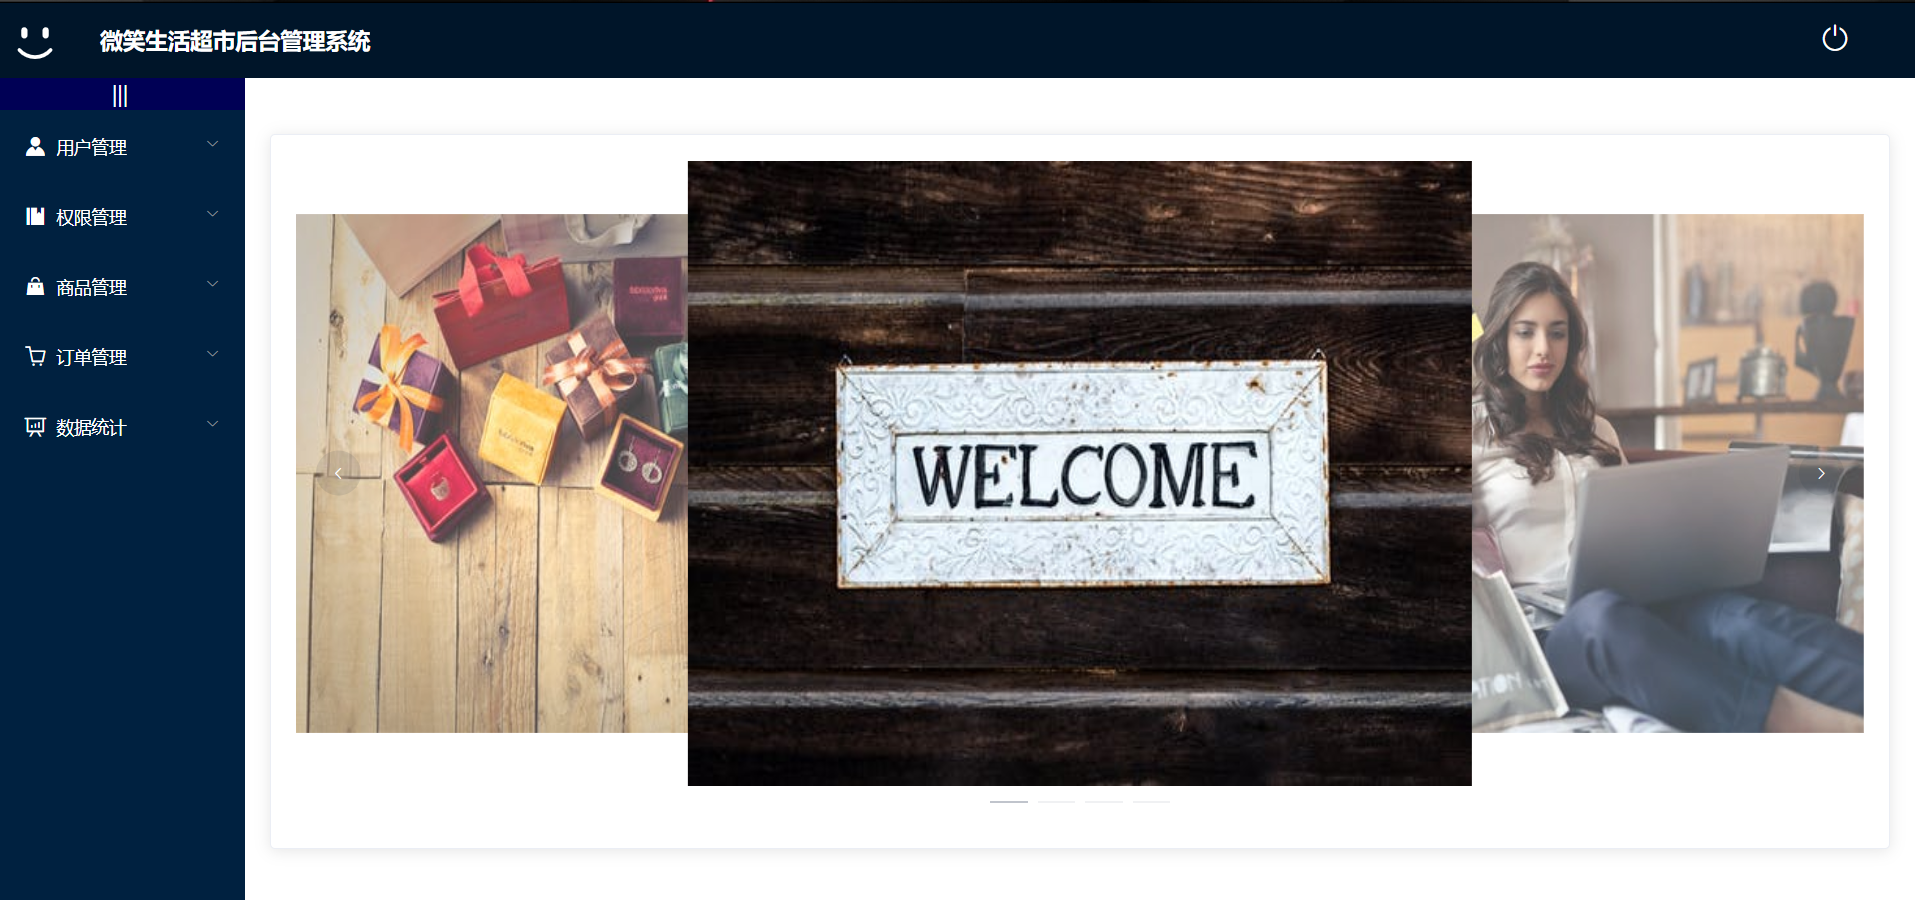 微笑生活超市后台管理系统
|||
用户管理
权限管理
商品管理
订单管理
数据统计
WELCOME